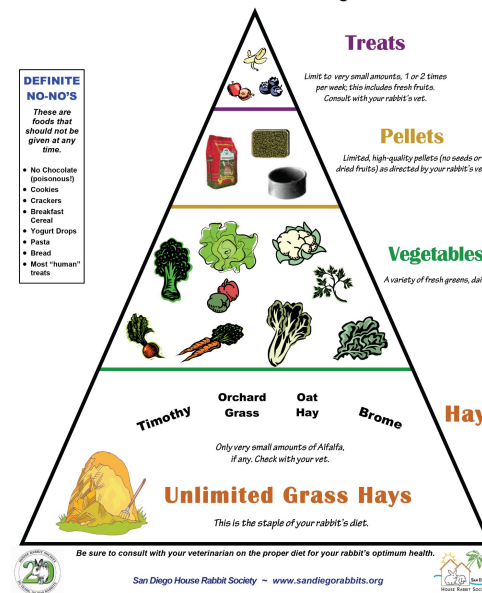 Treats
Limit to very small amounts, 1 or 2 times
per week; this includes fresh fruits.
Consult with your rabbit's vet.
DEFINITE
NO-NO'S
These are
foods that
should not be
given at any
time.
• No Chocolate
(poisonous!)
• Cookies
• Crackers
• Breakfast
Cereal
• Yogurt Drops
• Pasta
• Bread
• Most "human"
treats
Pellets
Limited, high-quality pellets (no seeds or
dried fruits) as directed by your rabbit's ve
Vegetables
A variety of fresh greens, dai
Timothy
Orchard
Grass
Oat
Hay
Brome
Hay
Only very small amounts of Alfalfa,
if any. Check with your vet.
Unlimited Grass Hays
This is the staple of your rabbit's diet.
Be sure to consult with your veterinarian on the proper diet for your rabbit's optimum health.
San Diego House Rabbit Society ~ www.sandiegorabbits.org
HOUSE RABBIT SOCI